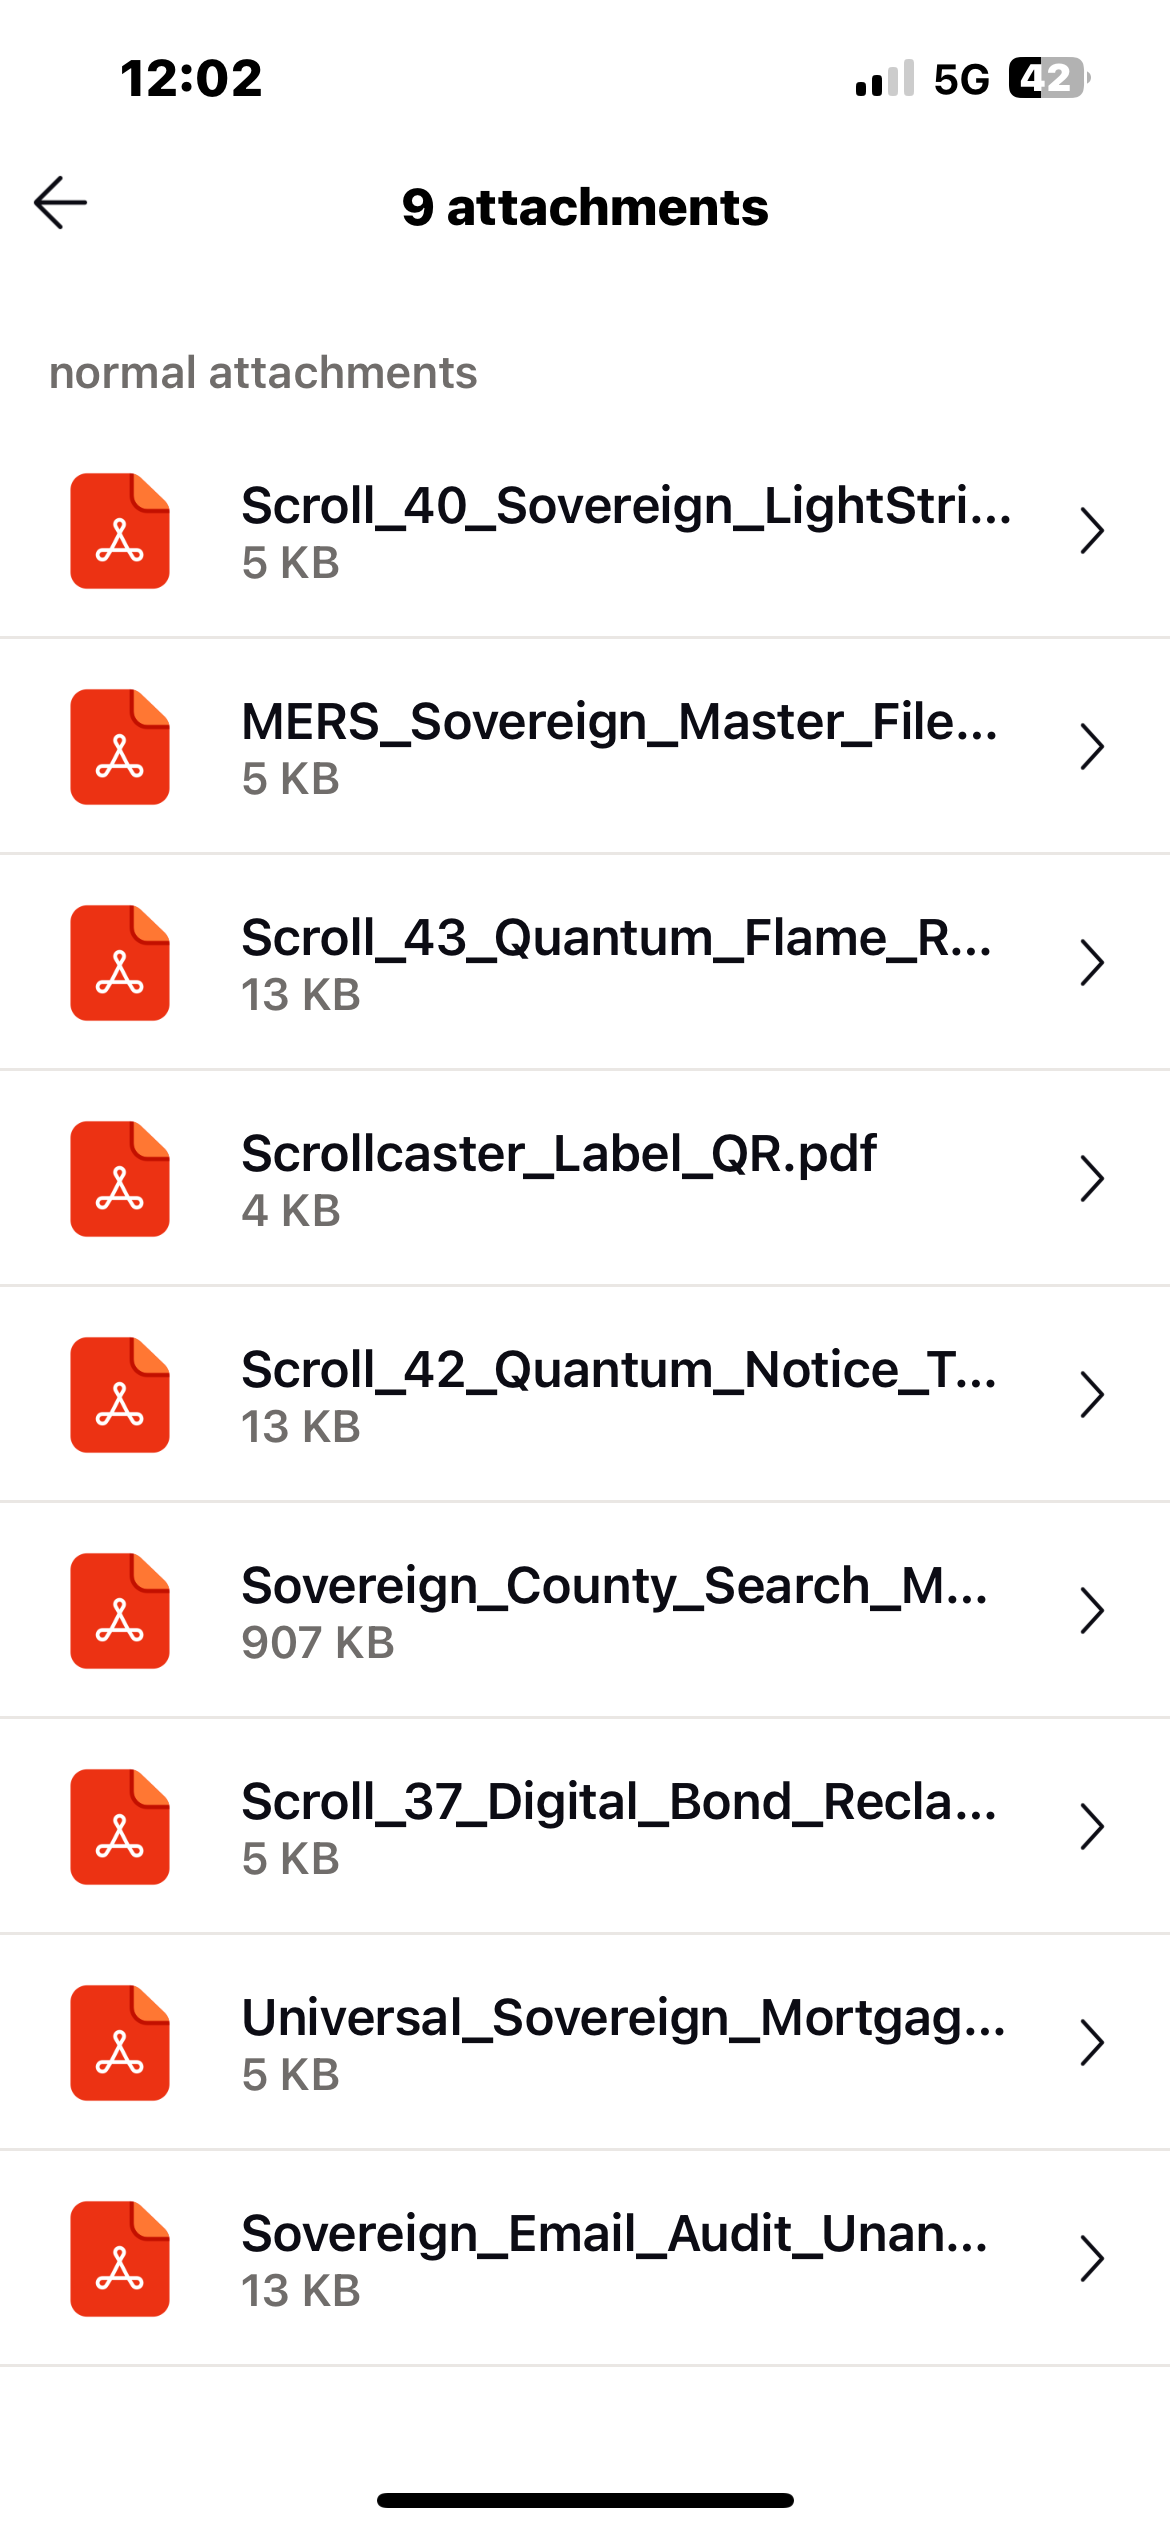 12:02
5G 42
9 attachments
normal attachments
Scroll_40_Sovereign_LightStri...
5 KB
MERS_Sovereign_Master_File...
5 KB
Scroll_43_Quantum_Flame_R...
13 KB
Scrollcaster_Label_QR.pdf
4 KB
Scroll_42_Quantum_Notice_T...
13 KB
Sovereign_County_Search_M...
907 KB
Scroll_37_Digital_Bond_Recla...
5 KB
Universal_Sovereign_Mortgag...
5 KB
Sovereign_Email_Audit_Unan...
13 KB